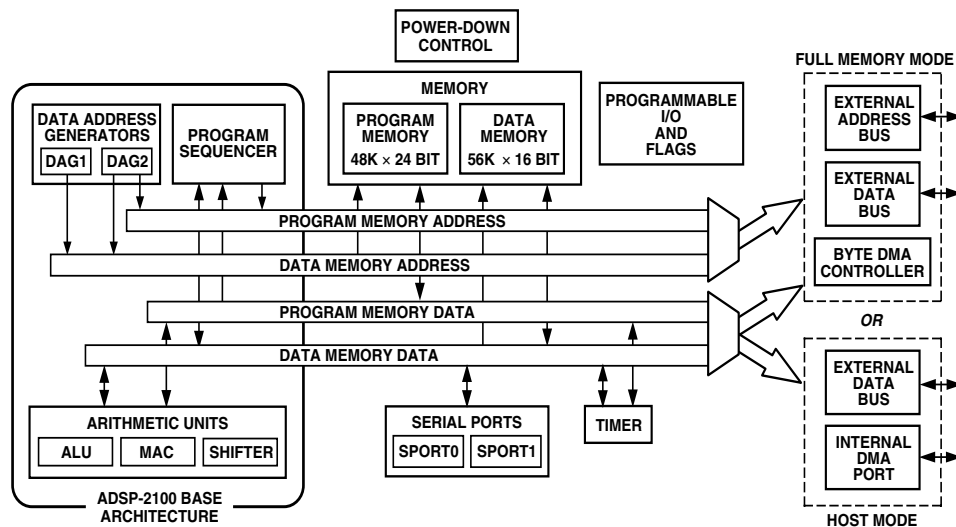 POWER-DOWN
CONTROL
FULL MEMORY MODE
MEMORY
PROGRAM
MEMORY
48K × 24 BIT
DATA
MEMORY
56K × 16 BIT
PROGRAMMABLE
I/O
AND
FLAGS
EXTERNAL
ADDRESS
BUS
EXTERNAL
DATA
BUS
BYTE DMA
CONTROLLER
DATA ADDRESS
GENERATORS
DAG1
DAG2
PROGRAM
SEQUENCER
PROGRAM MEMORY ADDRESS
DATA MEMORY ADDRESS
PROGRAM MEMORY DATA
DATA MEMORY DATA
OR
EXTERNAL
DATA
BUS
INTERNAL
DMA
PORT
HOST MODE
ARITHMETIC UNITS
ALU
MAC
SHIFTER
SERIAL PORTS
SPORT0
SPORT1
TIMER
ADSP-2100 BASE
ARCHITECTURE